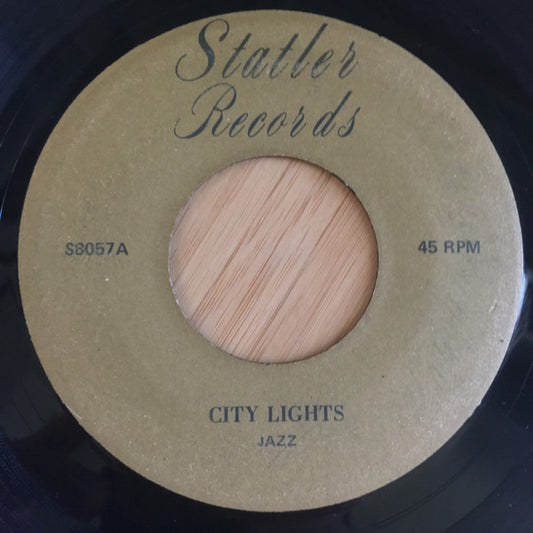 Statler
Records
S8057A
45 RPM
CITY LIGHTS
JAZZ